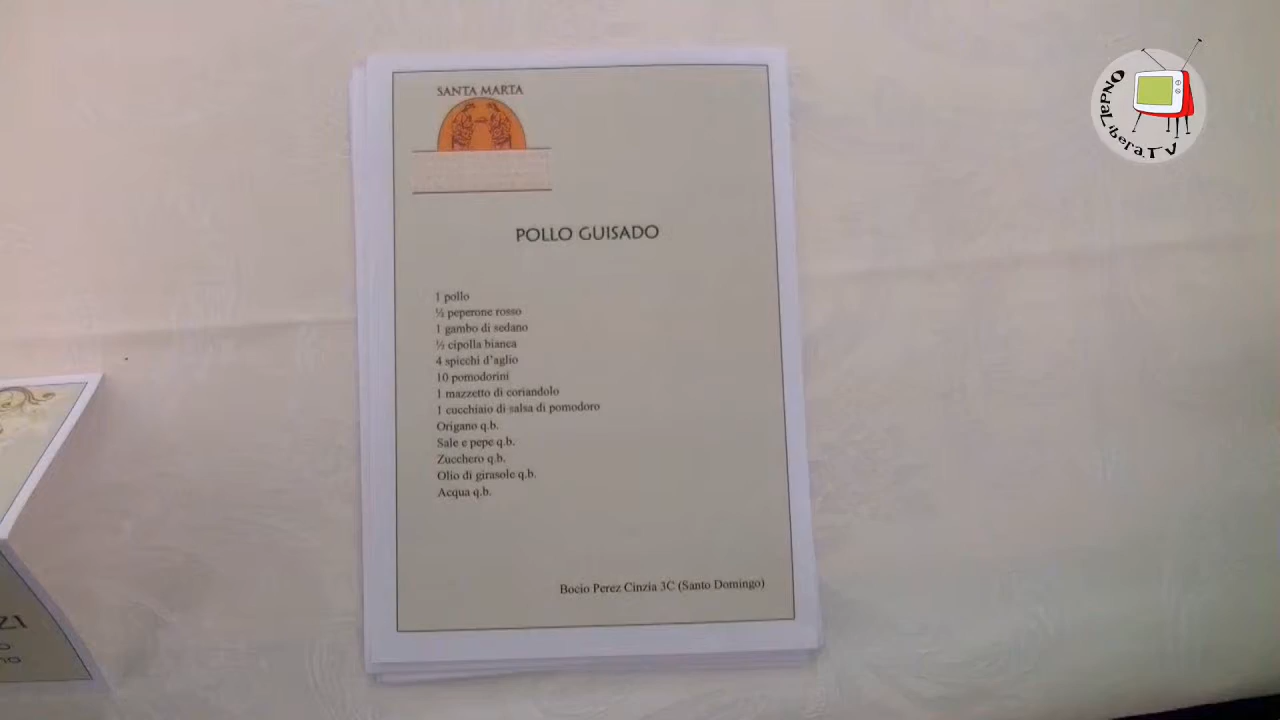 SANTA MARTA
POLLO GUISADO
1 pollo
½ peperone rosso
1 gambo di sedano
½ cipolla bianca
4 spicchi d'aglio
10 pomodorini
1 mazzetto di coriandolo
1 cucchiaio di salsa di pomodoro
Origano q.b.
Sale e pepe q.b.
Zucchero q.b.
Olio di girasole q.b.
Acqua q.b.
Bocio Perez Cinzia 3C (Santo Domingo)
OndaLibera.TV